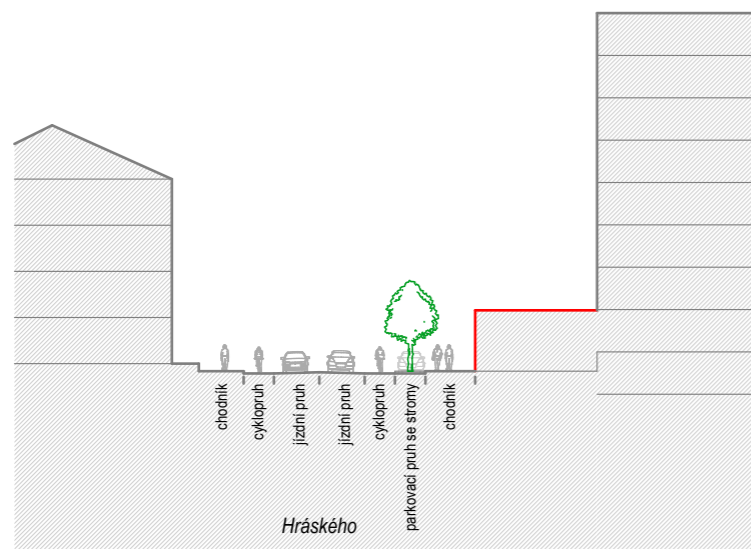 chodník
cyklopruh
jízdní pruh
jízdní pruh
cyklopruh
parkovací pruh se stromy
chodník
Hráského